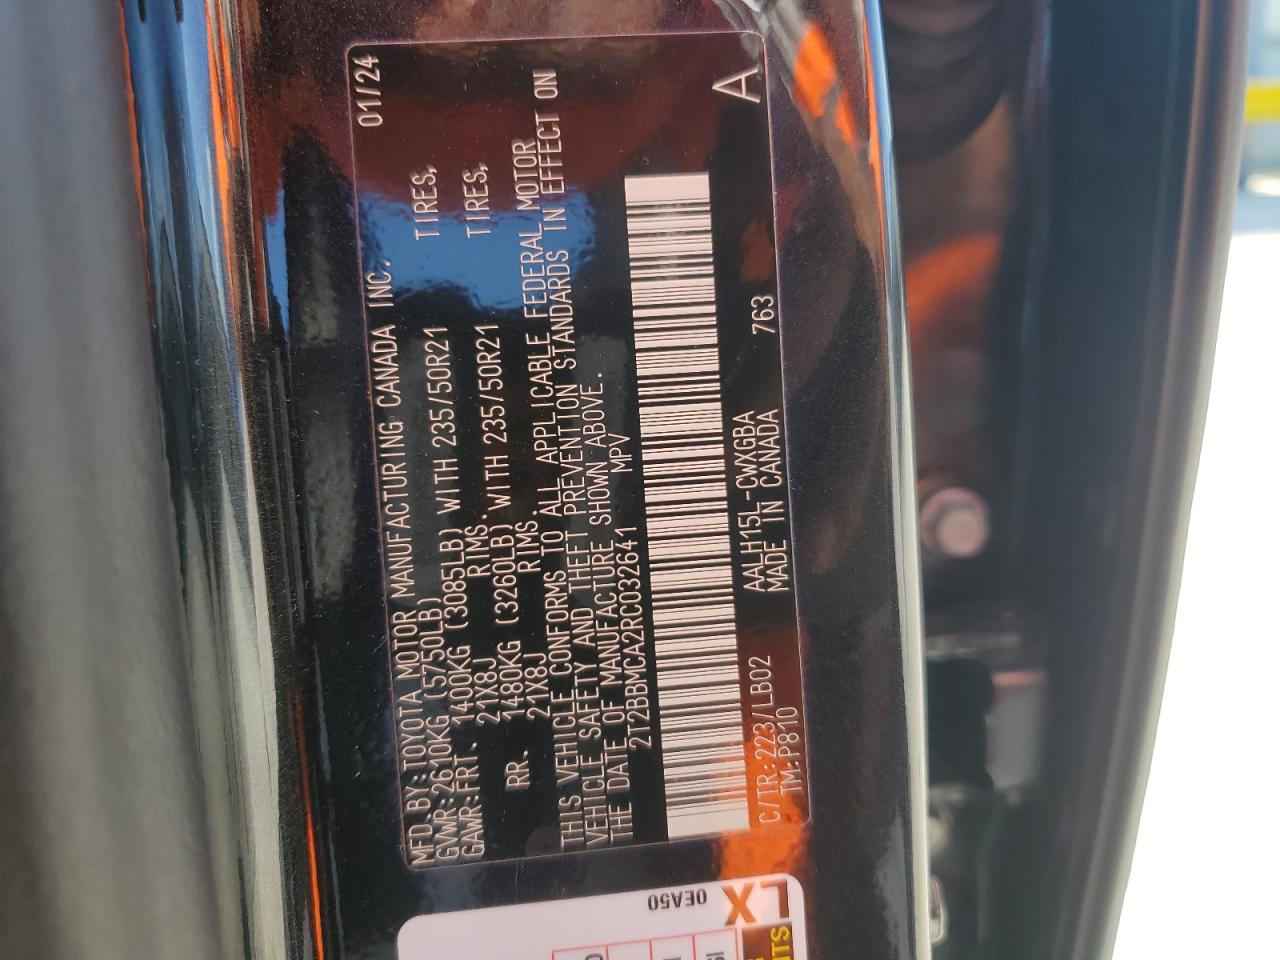 MFD.BY:TOYOTA MOTOR MANUFACTURING CANADA INC. 01/24
GVWR:2610KG (5750LB)
GAWR:FRT. 1400KG (3085LB) WITH 235/50R21 TIRES,
21X8J RIMS.
RR. 1480KG (3260LB) WITH 235/50R21 TIRES,
21X8J RIMS.
THIS VEHICLE CONFORMS TO ALL APPLICABLE FEDERAL MOTOR
VEHICLE SAFETY AND THEFT PREVENTION STANDARDS IN EFFECT ON
THE DATE OF MANUFACTURE SHOWN ABOVE.
2T2BBMCA2RC032641 MPV
A
C/TR:223/LB02 AALH15L-CWXGBA 763
TM:P810 MADE IN CANADA
0EA50
LX